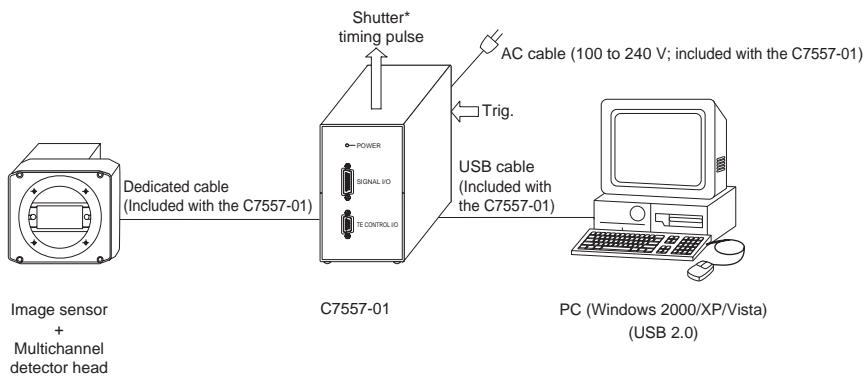 Shutter*
timing pulse
AC cable (100 to 240 V; included with the C7557-01)
Trig.
POWER
SIGNAL I/O
TE CONTROL I/O
Dedicated cable
(Included with the C7557-01)
USB cable
(Included with
the C7557-01)
Image sensor
+
Multichannel
detector head
C7557-01
PC (Windows 2000/XP/Vista)
(USB 2.0)